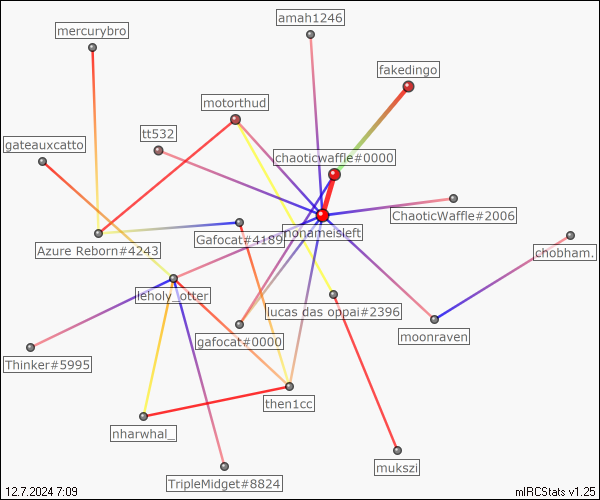 amah1246
mercurybro
fakedingo
motorthud
tt532
gateauxcatto
chaoticwaffle#0000
ChaoticWaffle#2006
nonameisleft
Gafocat#4189
Azure Reborn#4243
chobham.
leholy_otter
lucas das oppai#2396
moonraven
gafocat#0000
Thinker#5995
then1cc
nharwhal_
mukszi
TripleMidget#8824
12.7.2024 7:09
mIRCStats v1.25